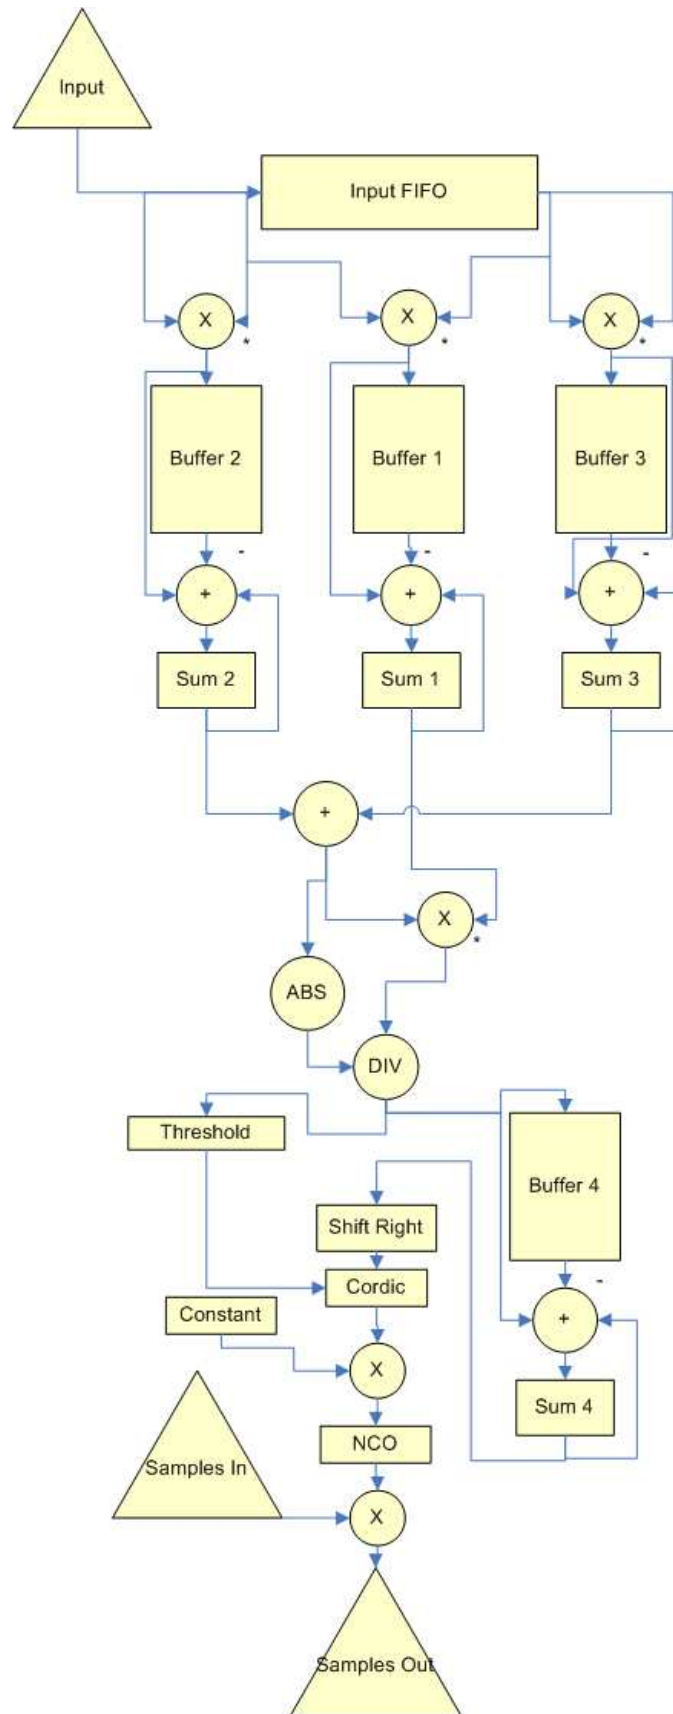 Input
Input FIFO
X
*
X
*
X
*
Buffer 2
Buffer 1
Buffer 3
-
-
-
+
+
+
Sum 2
Sum 1
Sum 3
+
X
*
ABS
DIV
Threshold
Buffer 4
Shift Right
Cordic
-
Constant
+
X
Sum 4
NCO
Samples In
X
Samples Out